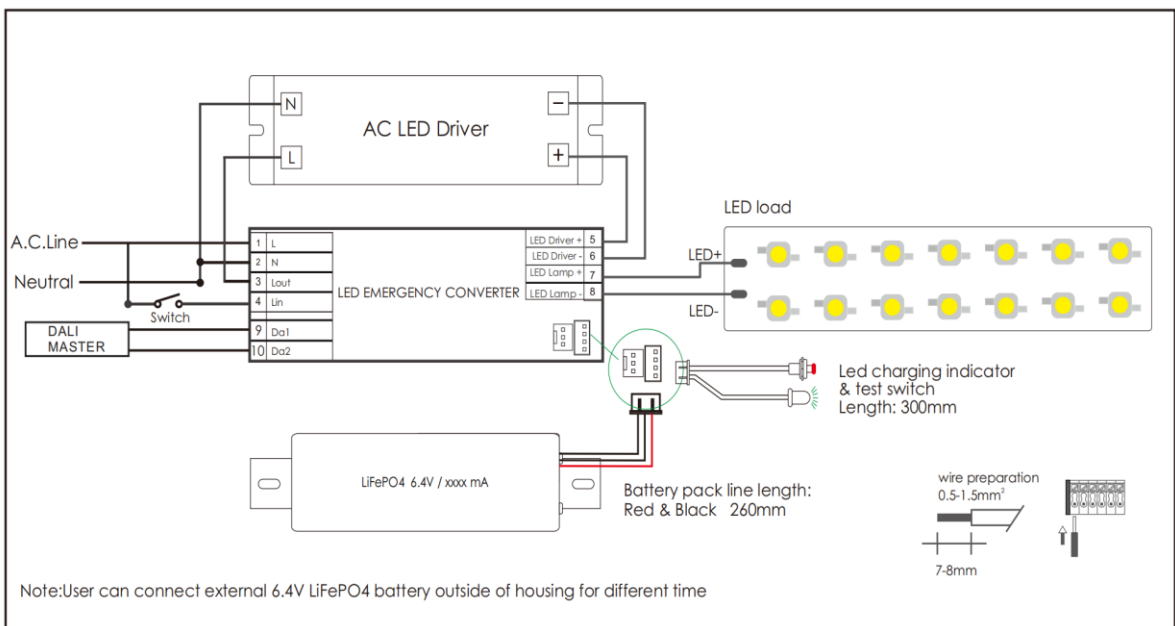 N
−
AC LED Driver
L
+
A.C.Line
Neutral
Switch
DALI
MASTER
1 L
2 N
3 Lout
4 Lin
9 Da1
10 Da2
LED EMERGENCY CONVERTER
LED Driver + 5
LED Driver - 6
LED Lamp + 7
LED Lamp - 8
LED load
LED+
LED-
Led charging indicator
& test switch
Length: 300mm
LiFePO4 6.4V / xxxx mA
Battery pack line length:
Red & Black 260mm
wire preparation
0.5-1.5mm²
7-8mm
Note:User can connect external 6.4V LiFePO4 battery outside of housing for different time